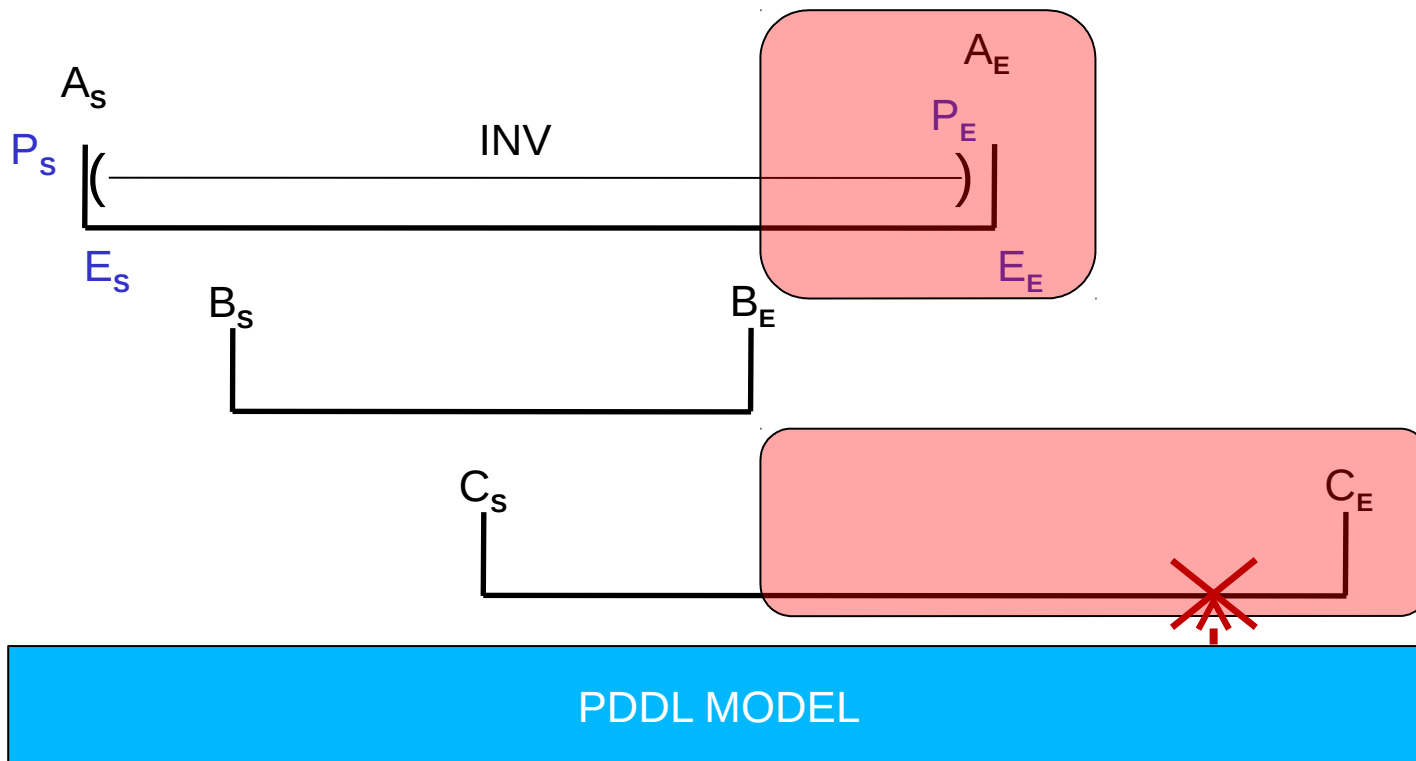 A_S
A_E
P_S
( INV )
P_E
E_S
E_E
B_S
B_E
C_S
C_E
PDDL MODEL